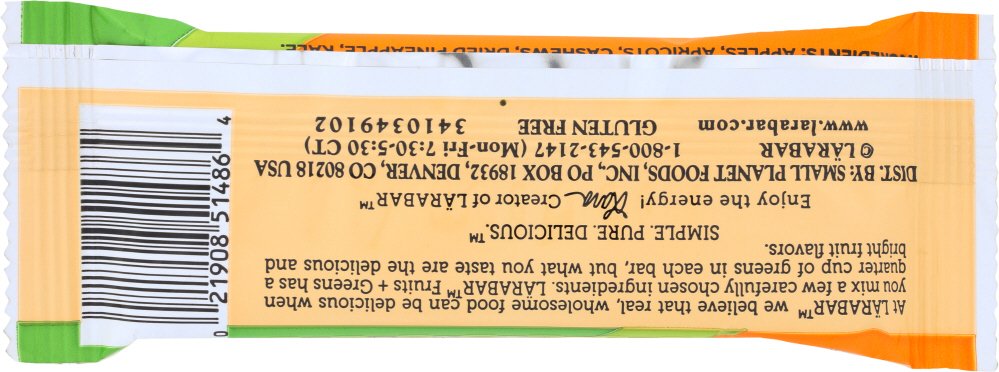 At LÄRABAR™ we believe that real, wholesome food can be delicious when
you mix a few carefully chosen ingredients. LÄRABAR™ Fruits + Greens has a
quarter cup of greens in each bar, but what you taste are the delicious and
bright fruit flavors.
SIMPLE. PURE. DELICIOUS.™
Enjoy the energy! Lara Creator of LÄRABAR™
DIST. BY: SMALL PLANET FOODS, INC, PO BOX 18932, DENVER, CO 80218 USA
© LÄRABAR 1-800-543-2147 (Mon-Fri 7:30-5:30 CT)
www.larabar.com GLUTEN FREE 3410349102
INGREDIENTS: APPLES, APRICOTS, CASHEWS, DRIED PINEAPPLE, KALE.
0 21908 51486 4